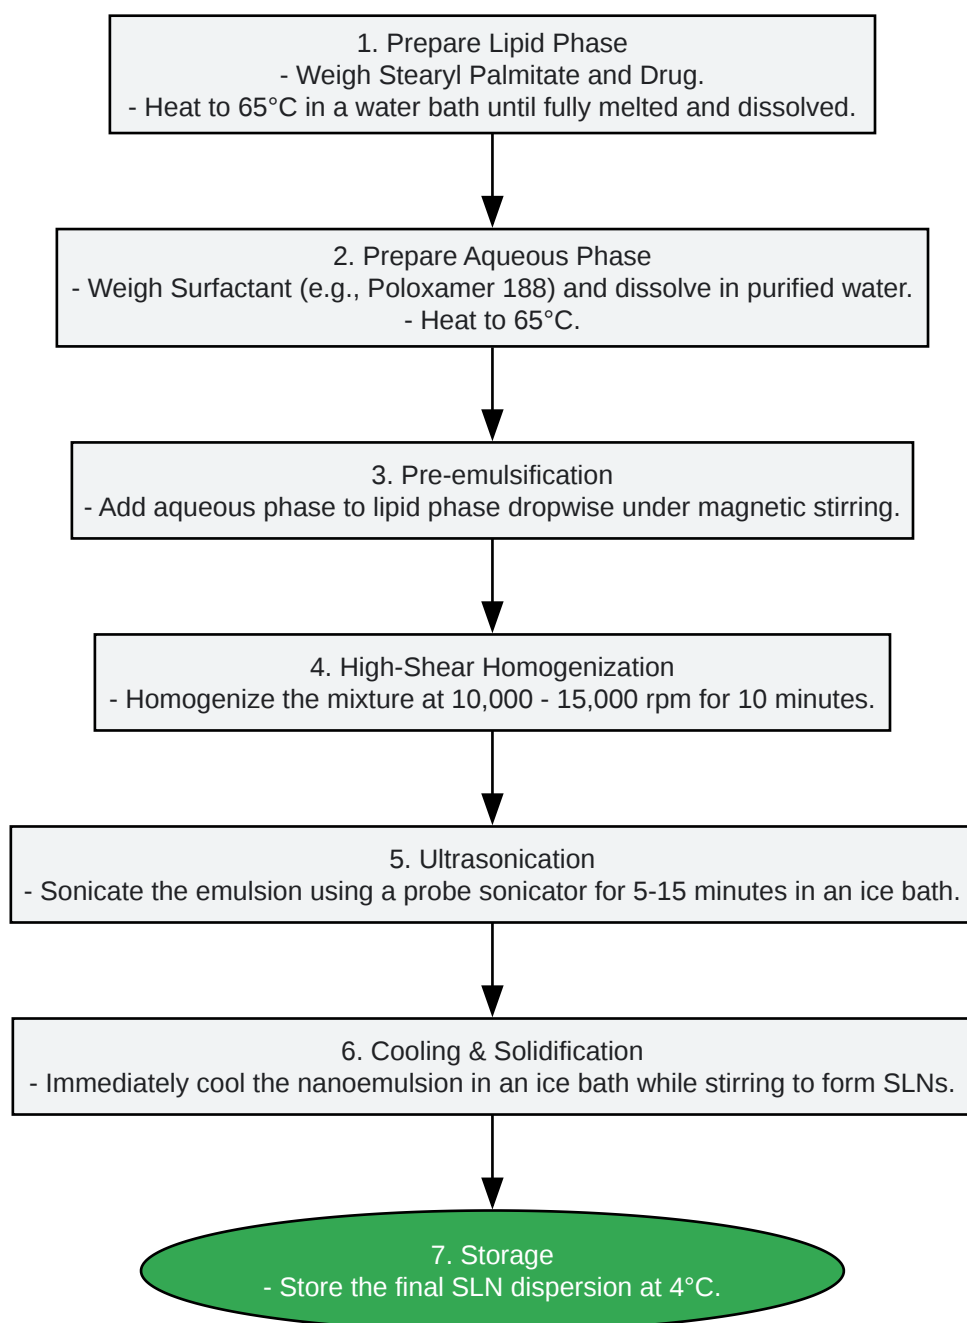 1. Prepare Lipid Phase
- Weigh Stearyl Palmitate and Drug.
- Heat to 65°C in a water bath until fully melted and dissolved.
2. Prepare Aqueous Phase
- Weigh Surfactant (e.g., Poloxamer 188) and dissolve in purified water.
- Heat to 65°C.
3. Pre-emulsification
- Add aqueous phase to lipid phase dropwise under magnetic stirring.
4. High-Shear Homogenization
- Homogenize the mixture at 10,000 - 15,000 rpm for 10 minutes.
5. Ultrasonication
- Sonicate the emulsion using a probe sonicator for 5-15 minutes in an ice bath.
6. Cooling & Solidification
- Immediately cool the nanoemulsion in an ice bath while stirring to form SLNs.
7. Storage
- Store the final SLN dispersion at 4°C.